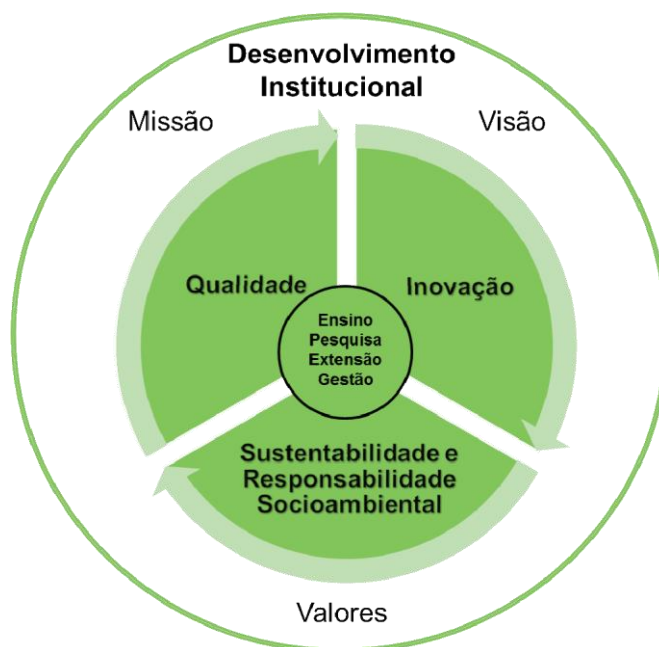 Desenvolvimento
Institucional
Missão
Visão
Qualidade
Inovação
Ensino
Pesquisa
Extensão
Gestão
Sustentabilidade e
Responsabilidade
Socioambiental
Valores